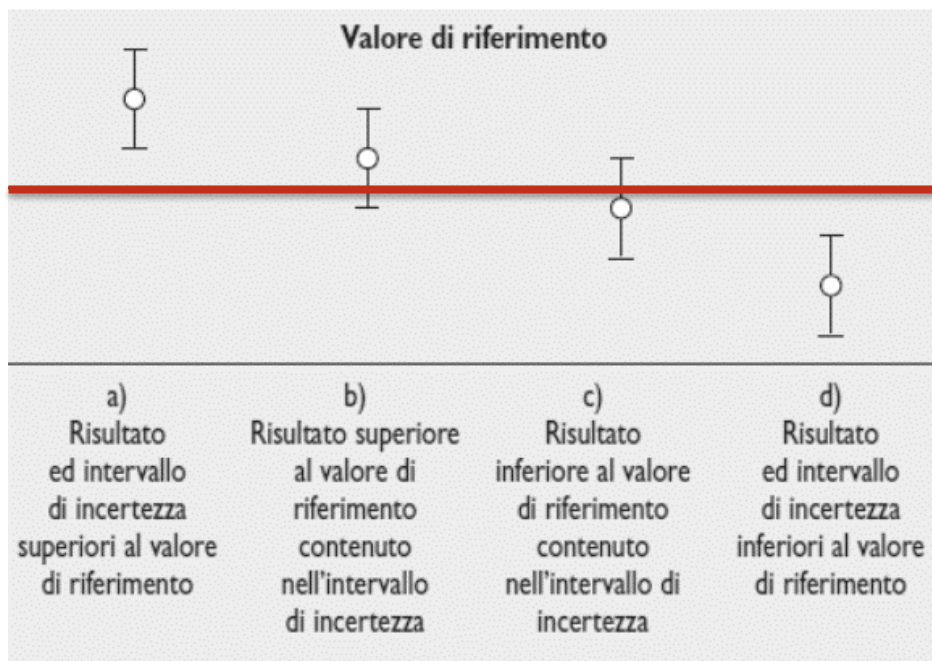 Valore di riferimento
a)
Risultato
ed intervallo
di incertezza
superiori al valore
di riferimento
b)
Risultato superiore
al valore di
riferimento
contenuto
nell'intervallo
di incertezza
c)
Risultato
inferiore al valore
di riferimento
contenuto
nell'intervallo di
incertezza
d)
Risultato
ed intervallo
di incertezza
inferiori al valore
di riferimento